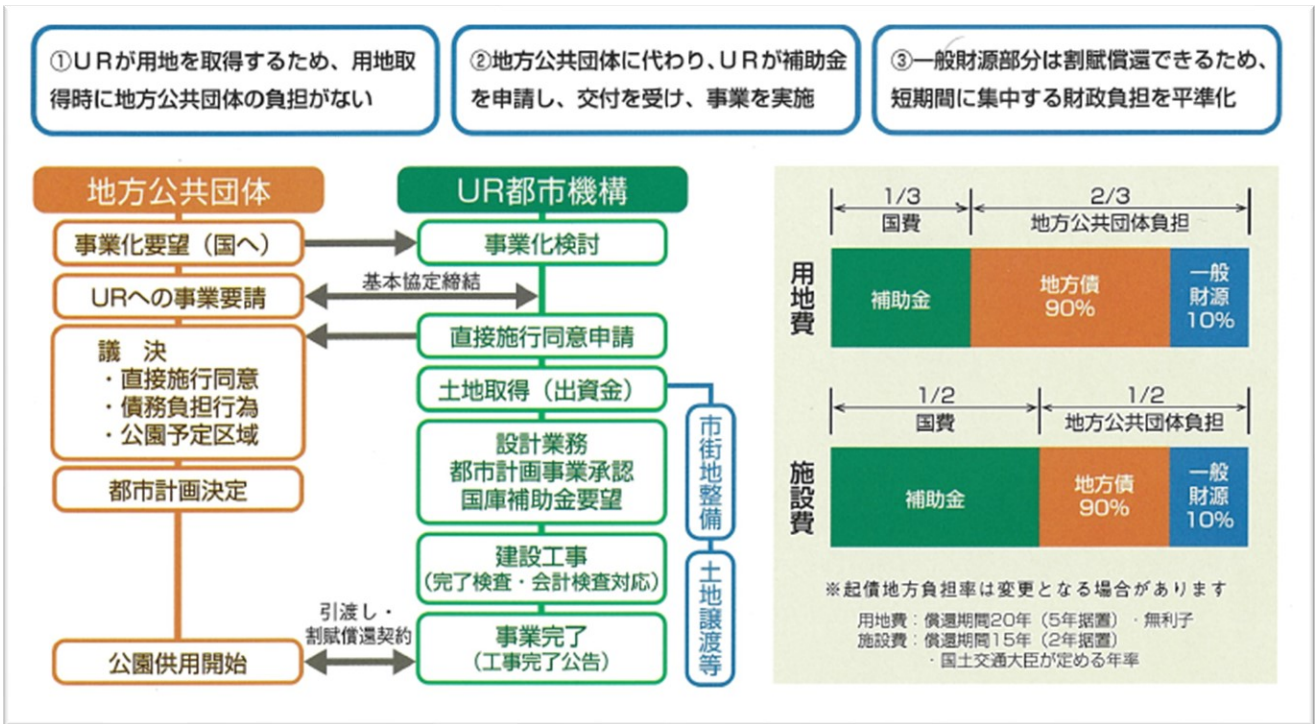 ①URが用地を取得するため、用地取
得時に地方公共団体の負担がない
②地方公共団体に代わり、URが補助金
を申請し、交付を受け、事業を実施
③一般財源部分は割賦償還できるため、
短期間に集中する財政負担を平準化
地方公共団体
UR都市機構
事業化要望（国へ）
事業化検討
基本協定締結
URへの事業要請
直接施行同意申請
議　決
・直接施行同意
・債務負担行為
・公園予定区域
土地取得（出資金）
設計業務
都市計画事業承認
国庫補助金要望
都市計画決定
建設工事
（完了検査・会計検査対応）
引渡し・
割賦償還契約
事業完了
（工事完了公告）
公園供用開始
市街地整備
土地譲渡等
1/3
国費
2/3
地方公共団体負担
用地費
補助金
地方債
90%
一般
財源
10%
1/2
国費
1/2
地方公共団体負担
施設費
補助金
地方債
90%
一般
財源
10%
※起債地方負担率は変更となる場合があります
用地費：償還期間20年（5年据置）・無利子
施設費：償還期間15年（2年据置）
・国土交通大臣が定める年率